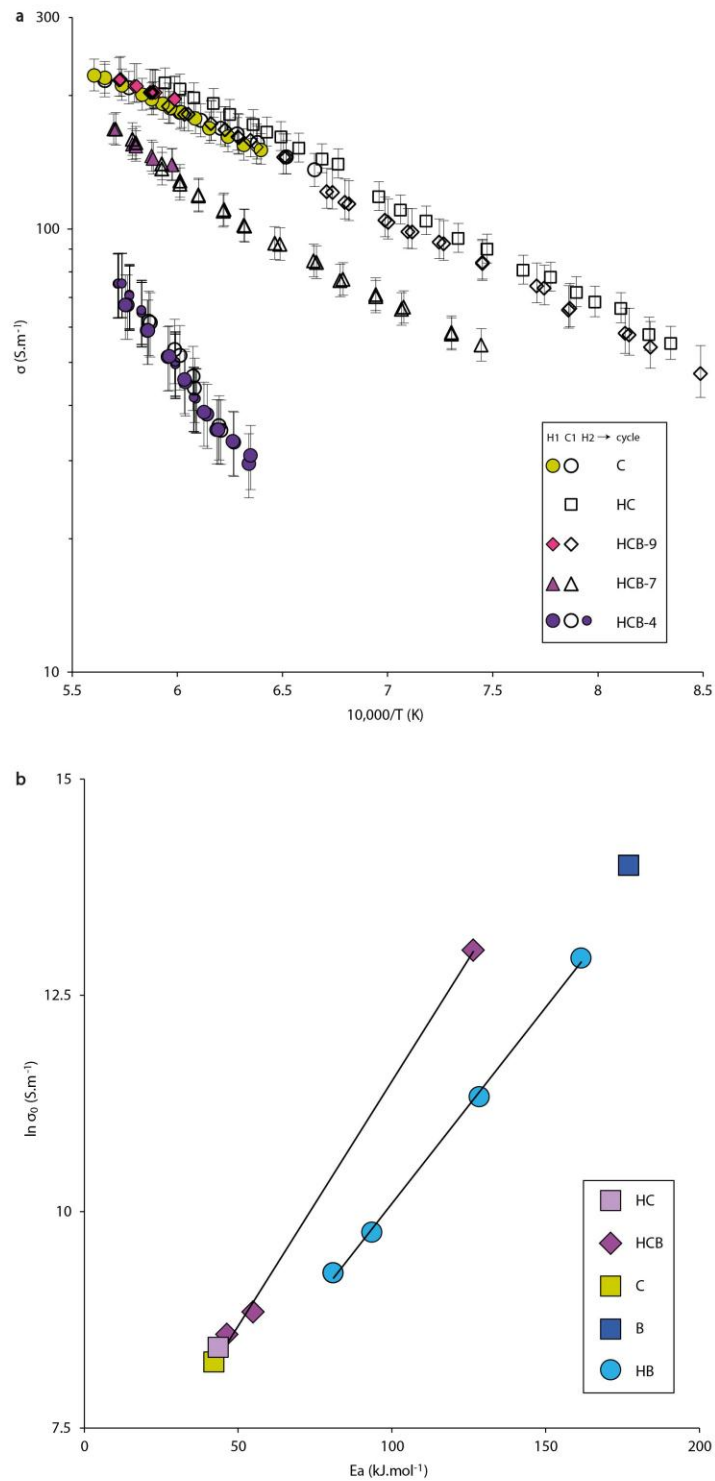 a
300
100
10
σ (S.m⁻¹)
5.5 6 6.5 7 7.5 8 8.5
10,000/T (K)
H1 C1 H2 → cycle
C
HC
HCB-9
HCB-7
HCB-4
b
15
12.5
10
7.5
ln σ₀ (S.m⁻¹)
0 50 100 150 200
Ea (kJ.mol⁻¹)
HC
HCB
C
B
HB